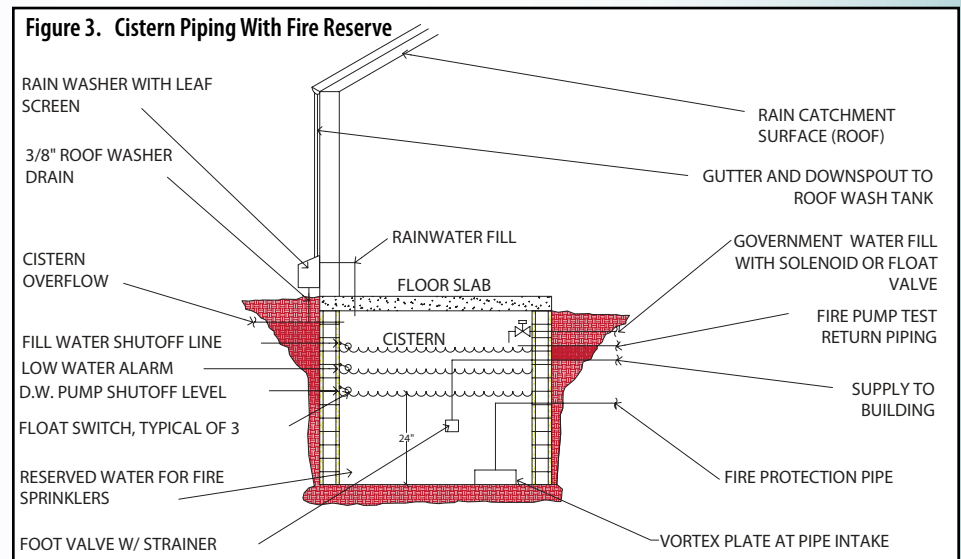 Figure 3. Cistern Piping With Fire Reserve
RAIN WASHER WITH LEAF
SCREEN
3/8" ROOF WASHER
DRAIN
CISTERN
OVERFLOW
FILL WATER SHUTOFF LINE
LOW WATER ALARM
D.W. PUMP SHUTOFF LEVEL
FLOAT SWITCH, TYPICAL OF 3
RESERVED WATER FOR FIRE
SPRINKLERS
FOOT VALVE W/ STRAINER
RAINWATER FILL
FLOOR SLAB
CISTERN
24"
RAIN CATCHMENT
SURFACE (ROOF)
GUTTER AND DOWNSPOUT TO
ROOF WASH TANK
GOVERNMENT WATER FILL
WITH SOLENOID OR FLOAT
VALVE
FIRE PUMP TEST
RETURN PIPING
SUPPLY TO
BUILDING
FIRE PROTECTION PIPE
VORTEX PLATE AT PIPE INTAKE